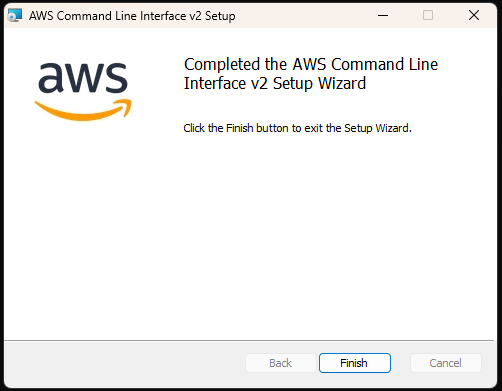 AWS Command Line Interface v2 Setup
aws
Completed the AWS Command Line
Interface v2 Setup Wizard
Click the Finish button to exit the Setup Wizard.
Back
Finish
Cancel